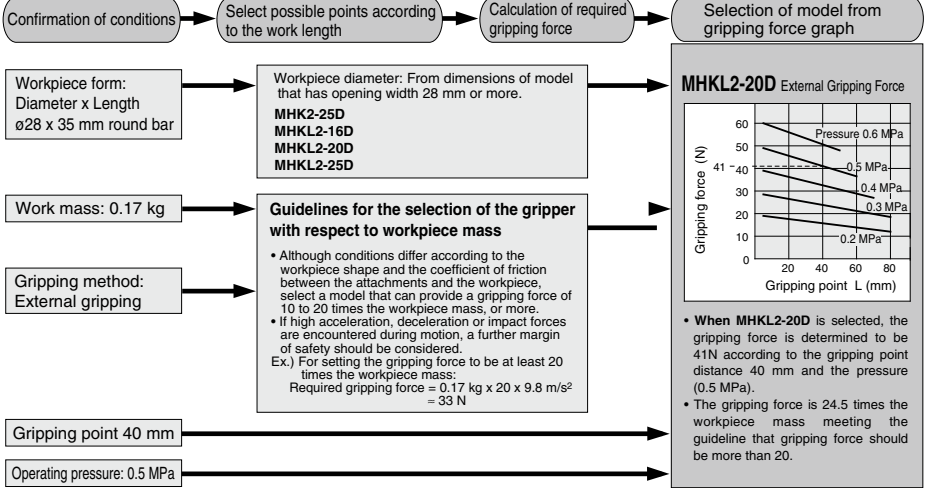 Confirmation of conditions
Select possible points according
to the work length
Calculation of required
gripping force
Selection of model from
gripping force graph
Workpiece form:
Diameter x Length
ø28 x 35 mm round bar
Workpiece diameter: From dimensions of model
that has opening width 28 mm or more.
MHK2-25D
MHKL2-16D
MHKL2-20D
MHKL2-25D
Work mass: 0.17 kg
Gripping method:
External gripping
Guidelines for the selection of the gripper
with respect to workpiece mass
• Although conditions differ according to the
workpiece shape and the coefficient of friction
between the attachments and the workpiece,
select a model that can provide a gripping force of
10 to 20 times the workpiece mass, or more.
• If high acceleration, deceleration or impact forces
are encountered during motion, a further margin
of safety should be considered.
Ex.) For setting the gripping force to be at least 20
times the workpiece mass:
Required gripping force = 0.17 kg x 20 x 9.8 m/s²
= 33 N
Gripping point 40 mm
Operating pressure: 0.5 MPa
MHKL2-20D External Gripping Force
Gripping force (N)
60
50
41
40
30
20
10
0
Pressure 0.6 MPa
0.5 MPa
0.4 MPa
0.3 MPa
0.2 MPa
20 40 60 80
Gripping point L (mm)
• When MHKL2-20D is selected, the
gripping force is determined to be
41N according to the gripping point
distance 40 mm and the pressure
(0.5 MPa).
• The gripping force is 24.5 times the
workpiece mass meeting the
guideline that gripping force should
be more than 20.